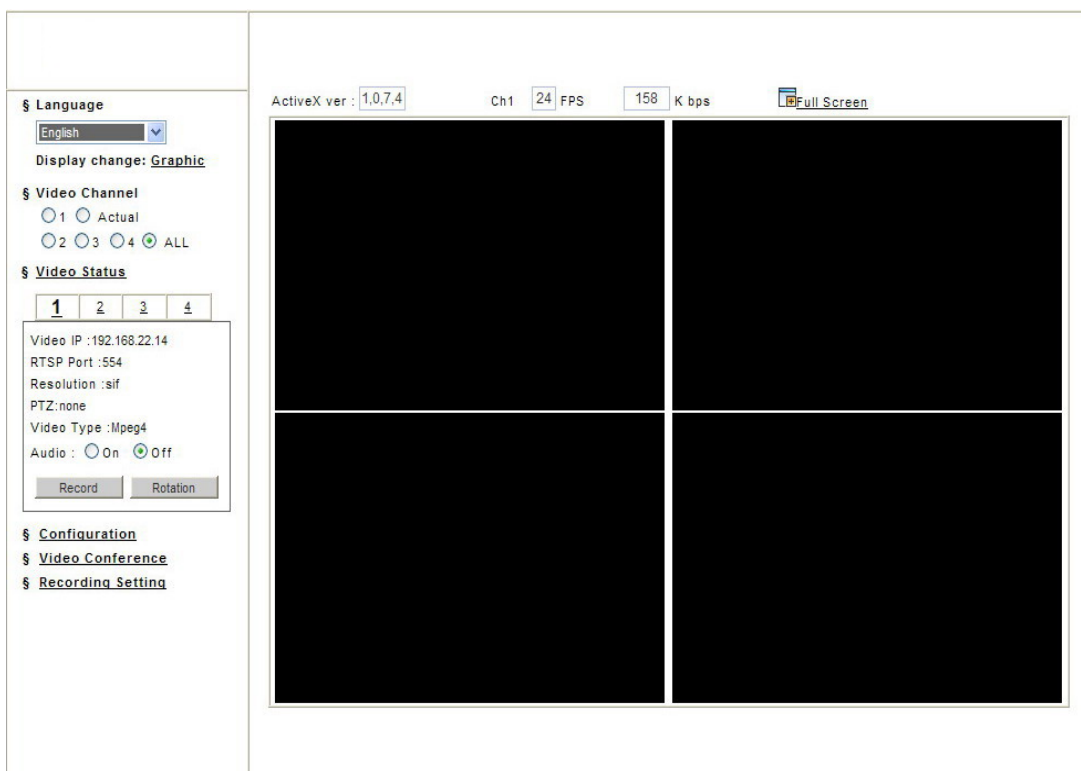 § Language
English
Display change: Graphic
§ Video Channel
1 Actual
2 3 4 ALL
§ Video Status
1 2 3 4
Video IP :192.168.22.14
RTSP Port :554
Resolution :sif
PTZ:none
Video Type :Mpeg4
Audio : On Off
Record Rotation
§ Configuration
§ Video Conference
§ Recording Setting
ActiveX ver : 1,0,7,4 Ch1 24 FPS 158 K bps Full Screen